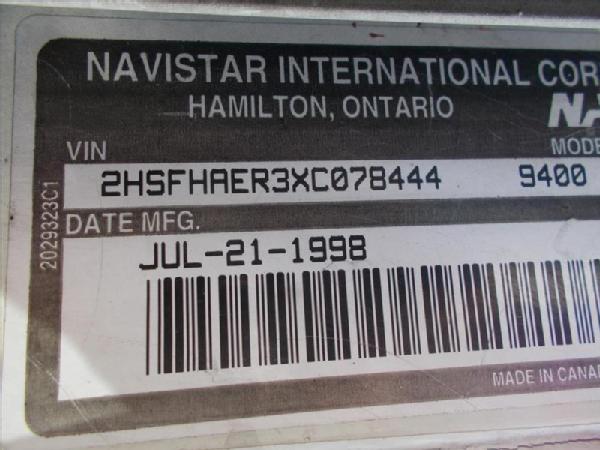 NAVISTAR INTERNATIONAL COR
HAMILTON, ONTARIO
NA
VIN
MODE
2HSFHAER3XC078444 9400
DATE MFG.
JUL-21-1998
2029323C1
MADE IN CANA